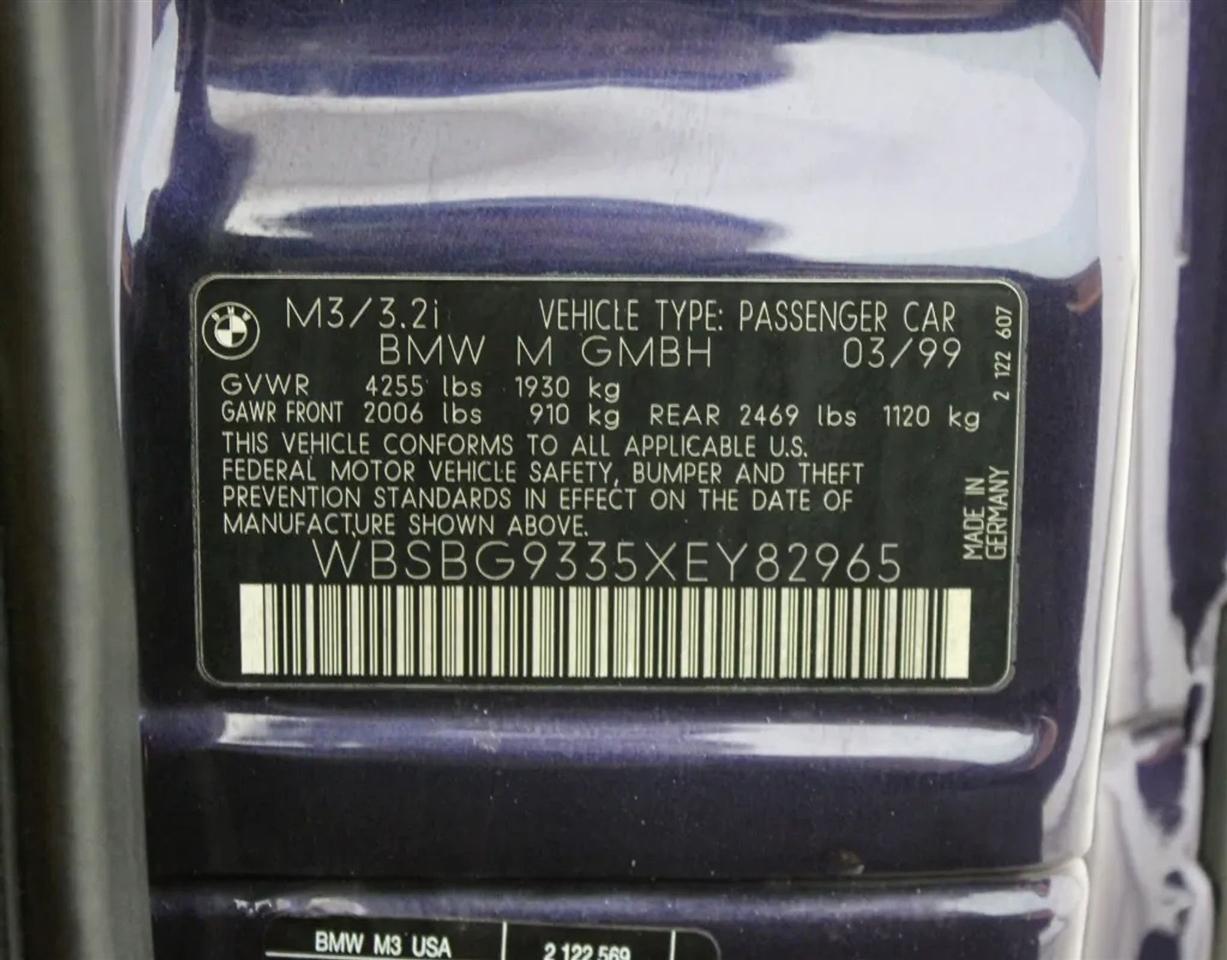 M3/3.2i VEHICLE TYPE: PASSENGER CAR
BMW M GMBH 03/99
GVWR 4255 lbs 1930 kg
GAWR FRONT 2006 lbs 910 kg REAR 2469 lbs 1120 kg
THIS VEHICLE CONFORMS TO ALL APPLICABLE U.S.
FEDERAL MOTOR VEHICLE SAFETY, BUMPER AND THEFT
PREVENTION STANDARDS IN EFFECT ON THE DATE OF
MANUFACTURE SHOWN ABOVE.
WBSBG9335XEY82965
MADE IN
GERMANY
2 122 607
BMW M3 USA 2 122 569